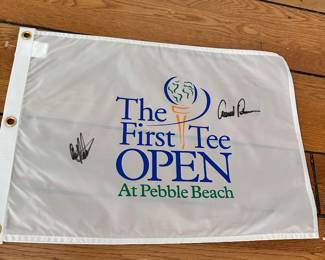 The
First Tee
OPEN
At Pebble Beach